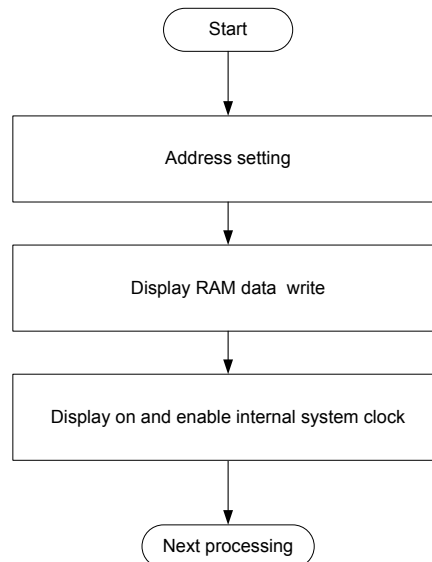 Start
Address setting
Display RAM data  write
Display on and enable internal system clock
Next processing